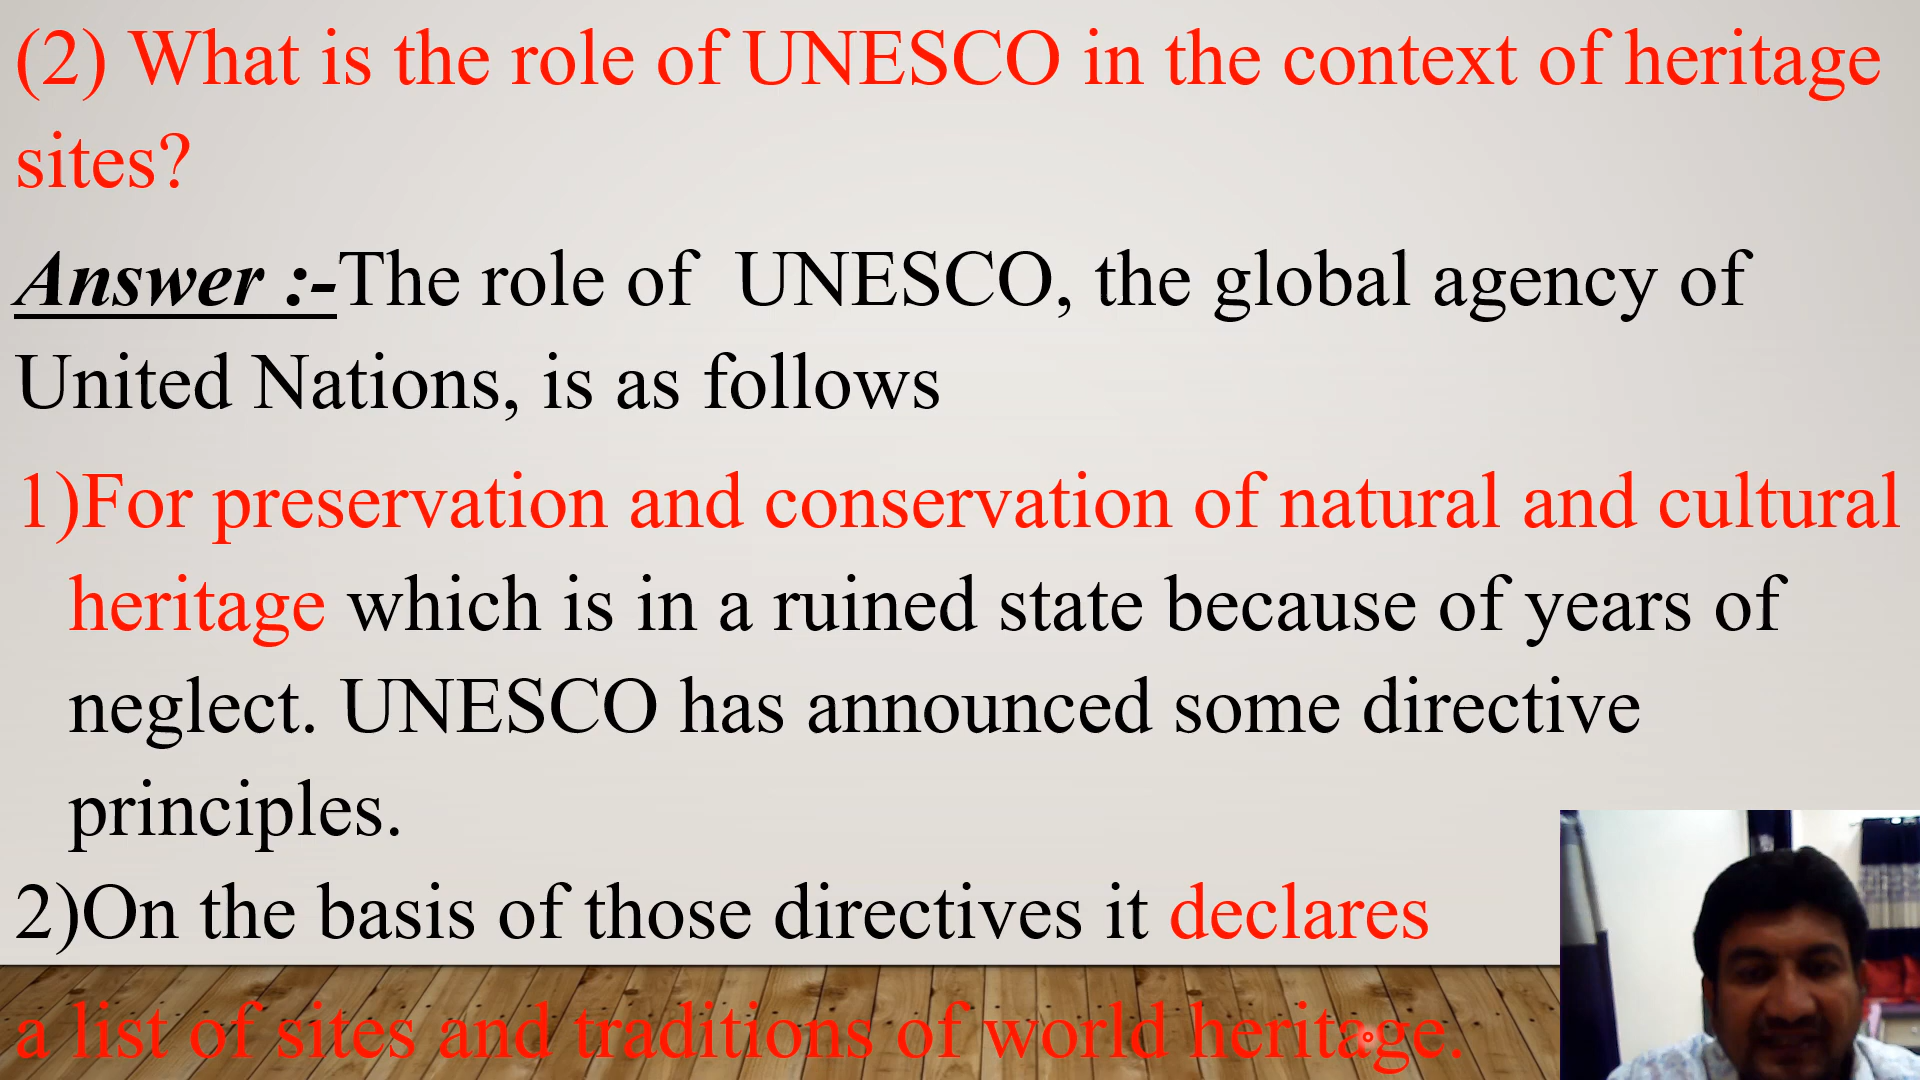 (2) What is the role of UNESCO in the context of heritage
sites?
Answer :-The role of UNESCO, the global agency of
United Nations, is as follows
1)For preservation and conservation of natural and cultural
heritage which is in a ruined state because of years of
neglect. UNESCO has announced some directive
principles.
2)On the basis of those directives it declares
a list of sites and traditions of world heritage.